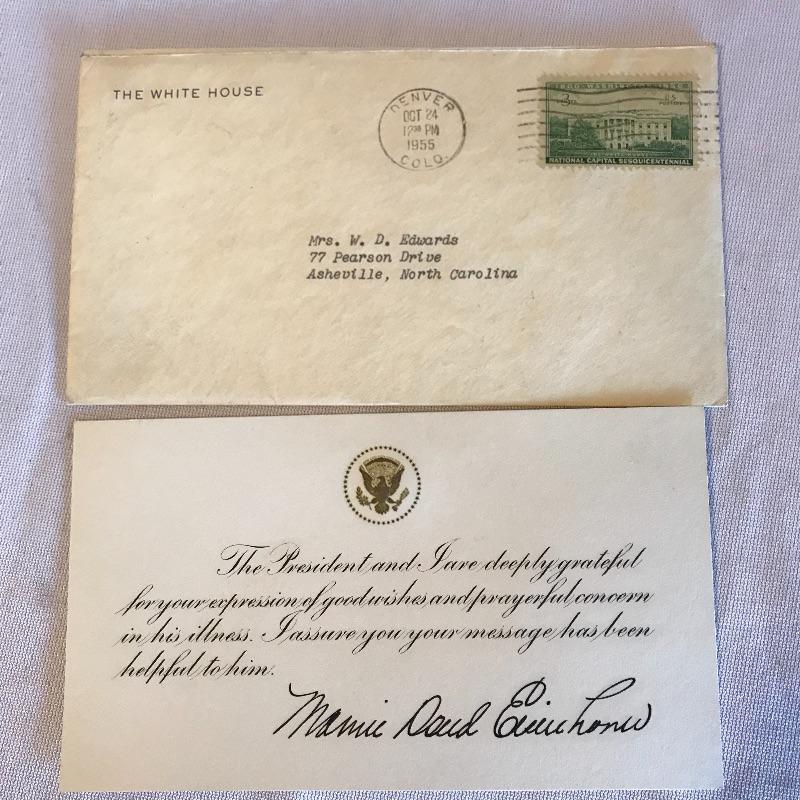 THE WHITE HOUSE
DENVER
OCT 24
12³⁰ PM
1955
COLO.
3
U.S.
NATIONAL CAPITAL SESQUICENTENNIAL
Mrs. W. D. Edwards
77 Pearson Drive
Asheville, North Carolina
The President and I are deeply grateful
for your expression of good wishes and prayerful concern
in his illness. I assure you your message has been
helpful to him.
Mamie Doud Eisenhower